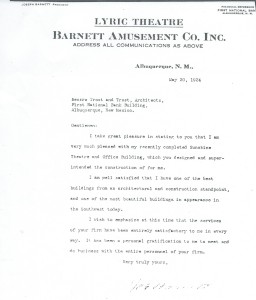 JOSEPH BARNETT
LYRIC THEATRE
BARNETT AMUSEMENT CO. INC.
ADDRESS ALL COMMUNICATIONS AS ABOVE
FIRST NATIONAL BANK
ALBUQUERQUE, N. M.
Albuquerque, N. M.,
May 20, 1924
Messrs Trost and Trost, Architects,
First National Bank Building,
Albuquerque, New Mexico.
Gentlemen:
I take great pleasure in stating to you that I am
very much pleased with my recently completed Sunshine
Theatre and Office Building, which you designed and super-
intended the construction of for me.
I am well satisfied that I have one of the best
buildings from an architectural and construction standpoint,
and one of the most beautiful buildings in appearance in
the Southwest today.
I wish to emphasize at this time that the services
of your firm have been entirely satisfactory to me in every
way. It has been a personal gratification to me to meet and
do business with the entire personnel of your firm.
Very truly yours,